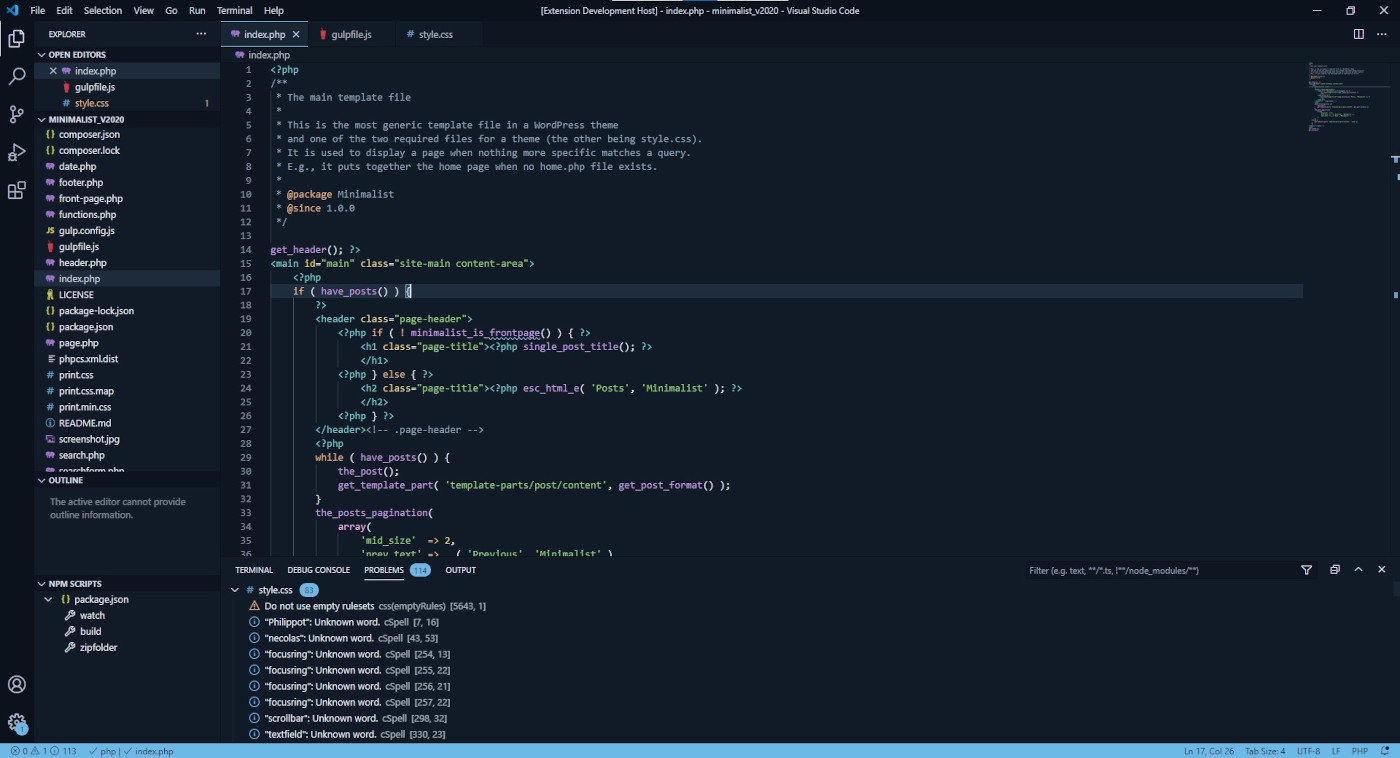 File Edit Selection View Go Run Terminal Help
[Extension Development Host] - index.php - minimalist_v2020 - Visual Studio Code
EXPLORER
OPEN EDITORS
index.php
gulpfile.js
style.css 1
MINIMALIST_V2020
composer.json
composer.lock
date.php
footer.php
front-page.php
functions.php
gulp.config.js
gulpfile.js
header.php
index.php
LICENSE
package-lock.json
package.json
page.php
phpcs.xml.dist
print.css
print.css.map
print.min.css
README.md
screenshot.jpg
search.php
searchform.php
OUTLINE
The active editor cannot provide
outline information.
NPM SCRIPTS
package.json
watch
build
zipfolder
index.php gulpfile.js style.css
index.php
1 <?php
2 /**
3 * The main template file
4 *
5 * This is the most generic template file in a WordPress theme
6 * and one of the two required files for a theme (the other being style.css).
7 * It is used to display a page when nothing more specific matches a query.
8 * E.g., it puts together the home page when no home.php file exists.
9 *
10 * @package Minimalist
11 * @since 1.0.0
12 */
13
14 get_header(); ?>
15 <main id="main" class="site-main content-area">
16 <?php
17 if ( have_posts() ) {
18 ?>
19 <header class="page-header">
20 <?php if ( ! minimalist_is_frontpage() ) { ?>
21 <h1 class="page-title"><?php single_post_title(); ?>
22 </h1>
23 <?php } else { ?>
24 <h2 class="page-title"><?php esc_html_e( 'Posts', 'Minimalist' ); ?>
25 </h2>
26 <?php } ?>
27 </header><!-- .page-header -->
28 <?php
29 while ( have_posts() ) {
30 the_post();
31 get_template_part( 'template-parts/post/content', get_post_format() );
32 }
33 the_posts_pagination(
34 array(
35 'mid_size' => 2,
36 'prev_text' => __( 'Previous', 'Minimalist' )
TERMINAL DEBUG CONSOLE PROBLEMS 114 OUTPUT
Filter (e.g. text, **/*.ts, !**/node_modules/**)
style.css 83
Do not use empty rulesets css(emptyRules) [5643, 1]
"Philippot": Unknown word. cSpell [7, 16]
"necolas": Unknown word. cSpell [43, 53]
"focusring": Unknown word. cSpell [254, 13]
"focusring": Unknown word. cSpell [255, 22]
"focusring": Unknown word. cSpell [256, 21]
"focusring": Unknown word. cSpell [257, 22]
"scrollbar": Unknown word. cSpell [298, 32]
"textfield": Unknown word. cSpell [330, 23]
1
0 1 113 php | index.php
Ln 17, Col 26 Tab Size: 4 UTF-8 LF PHP